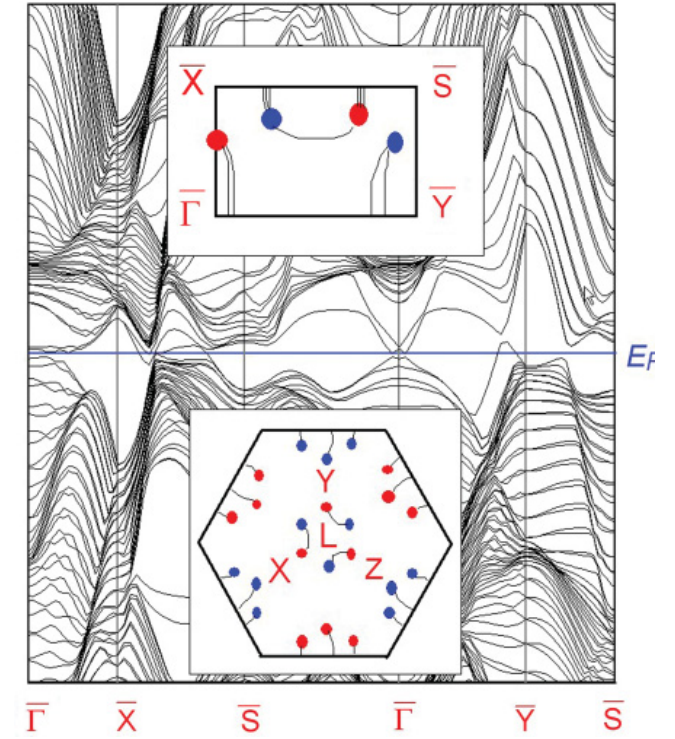 X̅ S̅
Γ̅ Y̅
E_F
Y
L
X Z
Γ̅ X̅ S̅ Γ̅ Y̅ S̅